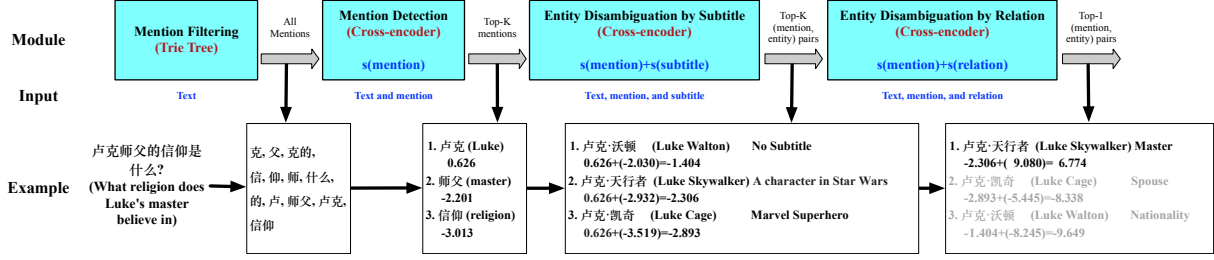 Module
Mention Filtering
(Trie Tree)
All
Mentions
Mention Detection
(Cross-encoder)
s(mention)
Top-K
mentions
Entity Disambiguation by Subtitle
(Cross-encoder)
s(mention)+s(subtitle)
Top-K
(mention,
entity) pairs
Entity Disambiguation by Relation
(Cross-encoder)
s(mention)+s(relation)
Top-1
(mention,
entity) pairs
Input
Text
Text and mention
Text, mention, and subtitle
Text, mention, and relation
Example
卢克师父的信仰是
什么?
(What religion does
Luke's master
believe in)
克, 父, 克的,
信, 仰, 师, 什么,
的, 卢, 师父, 卢克,
信仰
1. 卢克 (Luke)
0.626
2. 师父 (master)
-2.201
3. 信仰 (religion)
-3.013
1. 卢克·沃顿 (Luke Walton) No Subtitle
0.626+(-2.030)=-1.404
2. 卢克·天行者 (Luke Skywalker) A character in Star Wars
0.626+(-2.932)=-2.306
3. 卢克·凯奇 (Luke Cage) Marvel Superhero
0.626+(-3.519)=-2.893
1. 卢克·天行者 (Luke Skywalker) Master
-2.306+( 9.080)= 6.774
2. 卢克·凯奇 (Luke Cage) Spouse
-2.893+(-5.445)=-8.338
3. 卢克·沃顿 (Luke Walton) Nationality
-1.404+(-8.245)=-9.649